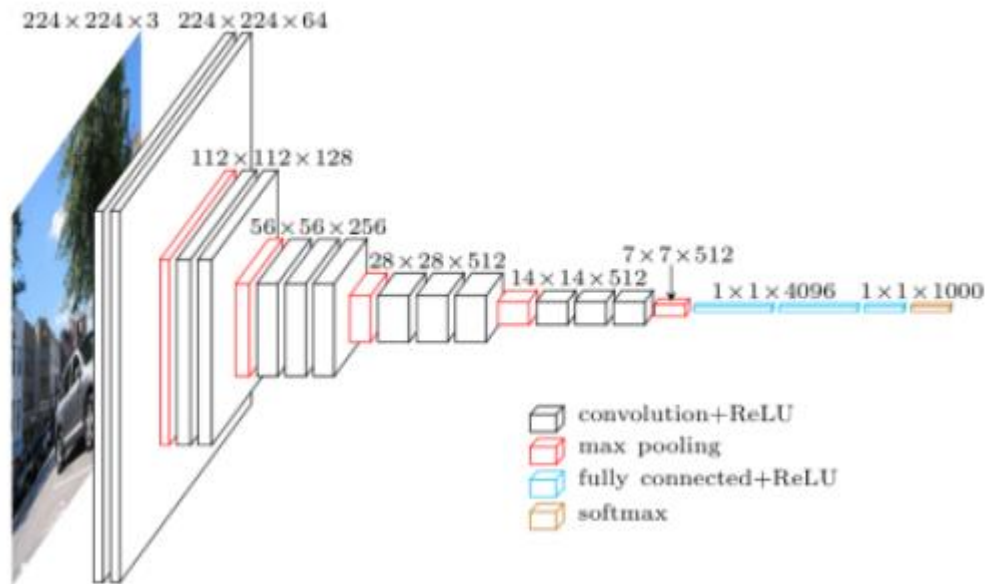 224×224×3
224×224×64
112×112×128
56×56×256
28×28×512
14×14×512
7×7×512
1×1×4096
1×1×1000
convolution+ReLU
max pooling
fully connected+ReLU
softmax